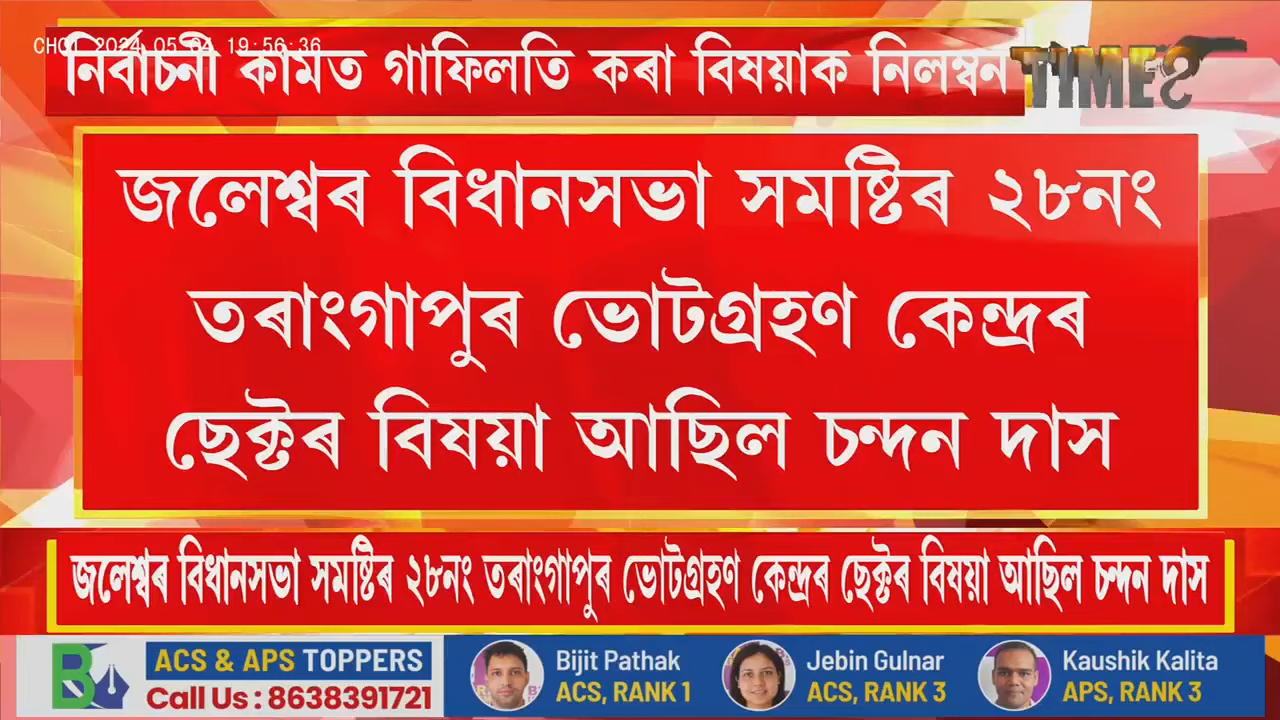 CH01 2024 05 04 19:56:36
নিৰ্বাচনী কামত গাফিলতি কৰা বিষয়াক নিলম্বন
TIMES
জলেশ্বৰ বিধানসভা সমষ্টিৰ ২৮নং
তৰাংগাপুৰ ভোটগ্ৰহণ কেন্দ্ৰৰ
ছেক্টৰ বিষয়া আছিল চন্দন দাস
জলেশ্বৰ বিধানসভা সমষ্টিৰ ২৮নং তৰাংগাপুৰ ভোটগ্ৰহণ কেন্দ্ৰৰ ছেক্টৰ বিষয়া আছিল চন্দন দাস
ACS & APS TOPPERS
Call Us : 8638391721
Bijit Pathak
ACS, RANK 1
Jebin Gulnar
ACS, RANK 3
Kaushik Kalita
APS, RANK 3